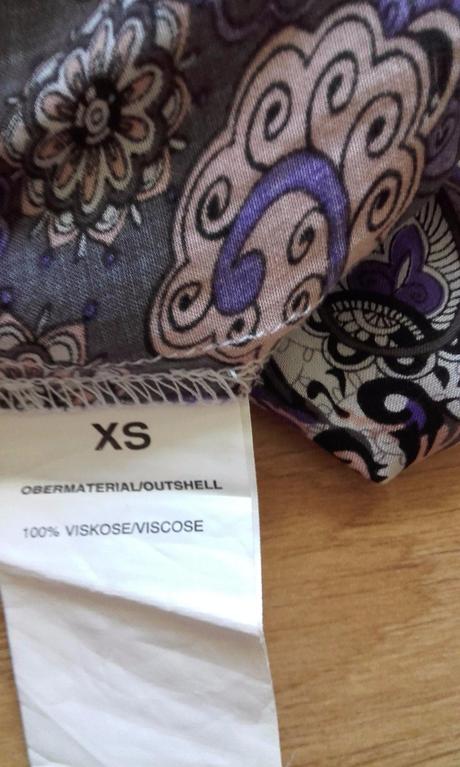 XS
OBERMATERIAL/OUTSHELL
100% VISKOSE/VISCOSE